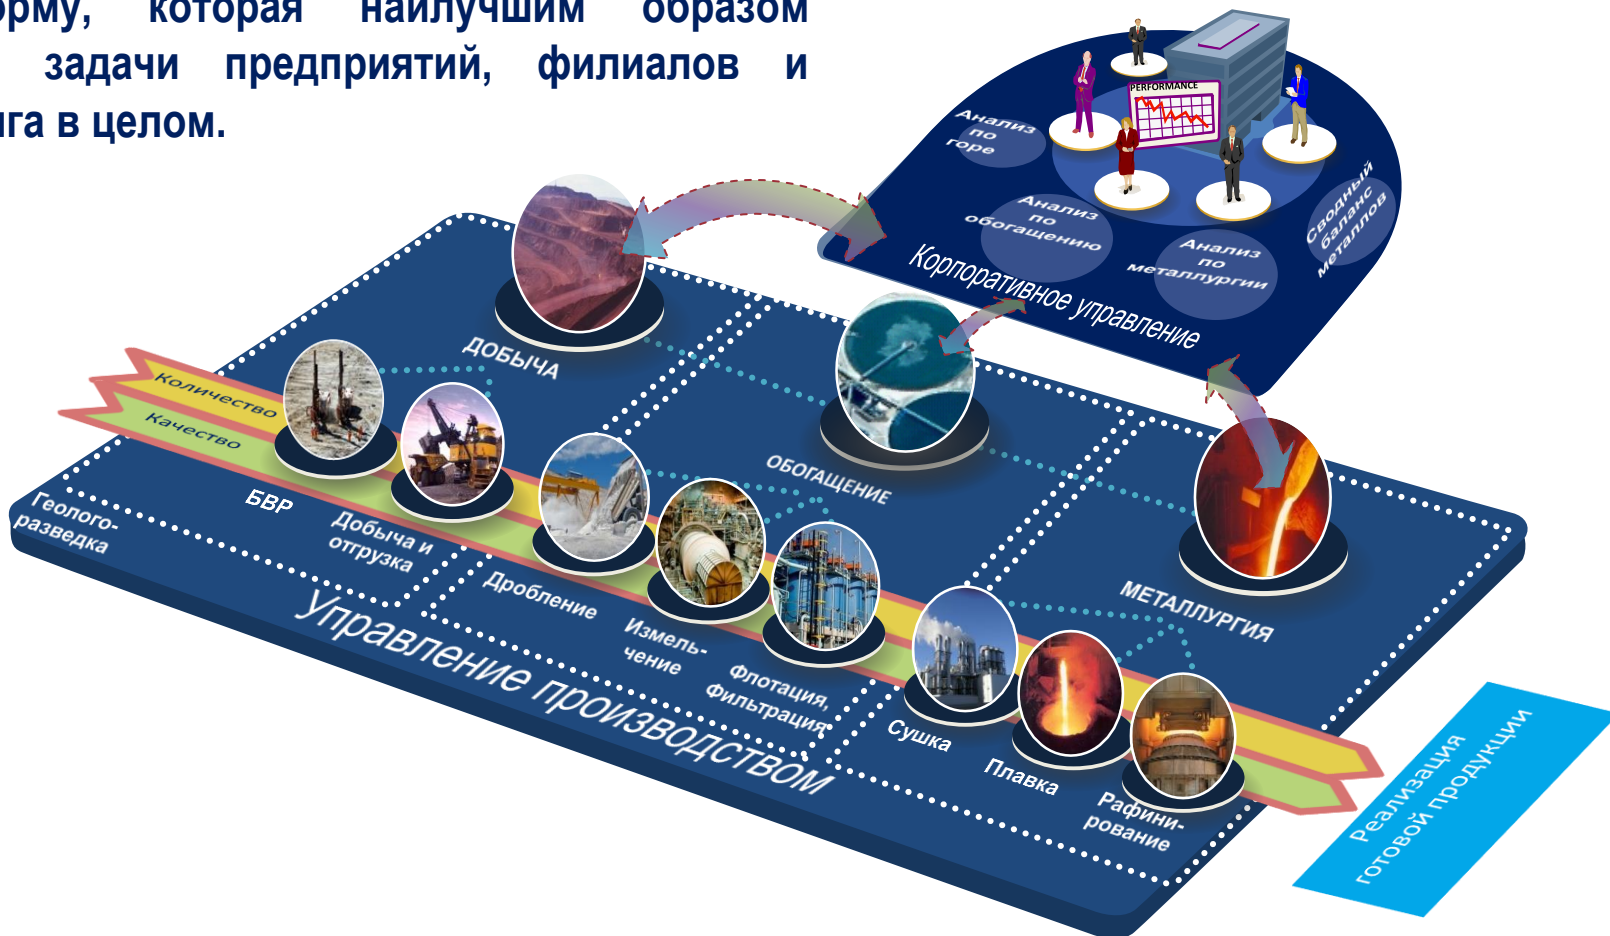 которая наилучшим образом
задачи предприятий, филиалов и
в целом.
PERFORMANCE
Анализ
по
горе
Анализ
по
обогащению
Анализ
по
металлургии
Сводный
баланс
металлов
Корпоративное управление
ДОБЫЧА
ОБОГАЩЕНИЕ
МЕТАЛЛУРГИЯ
Количество
Качество
Геолого-
разведка
БВР
Добыча и
отгрузка
Дробление
Измель-
чение
Флотация,
Фильтрация
Сушка
Плавка
Рафини-
рование
Управление производством
Реализация
готовой продукции